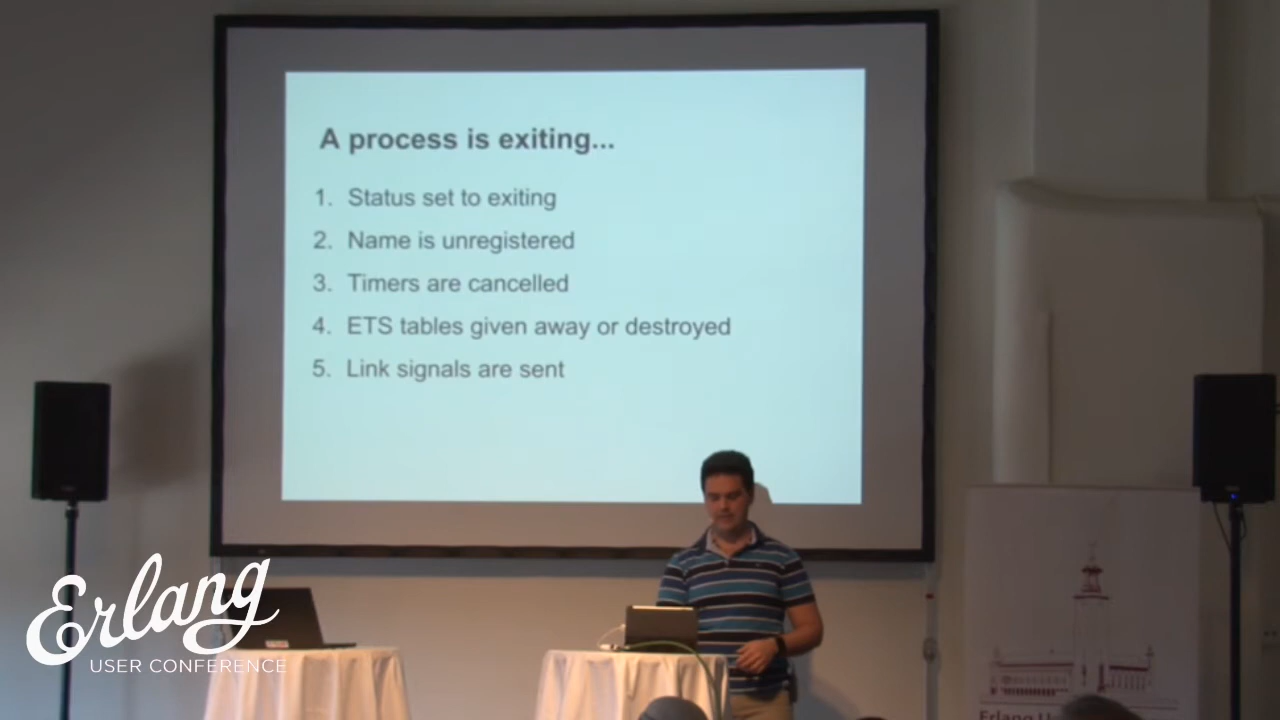 A process is exiting...
1. Status set to exiting
2. Name is unregistered
3. Timers are cancelled
4. ETS tables given away or destroyed
5. Link signals are sent
Erlang
USER CONFERENCE
Erlang